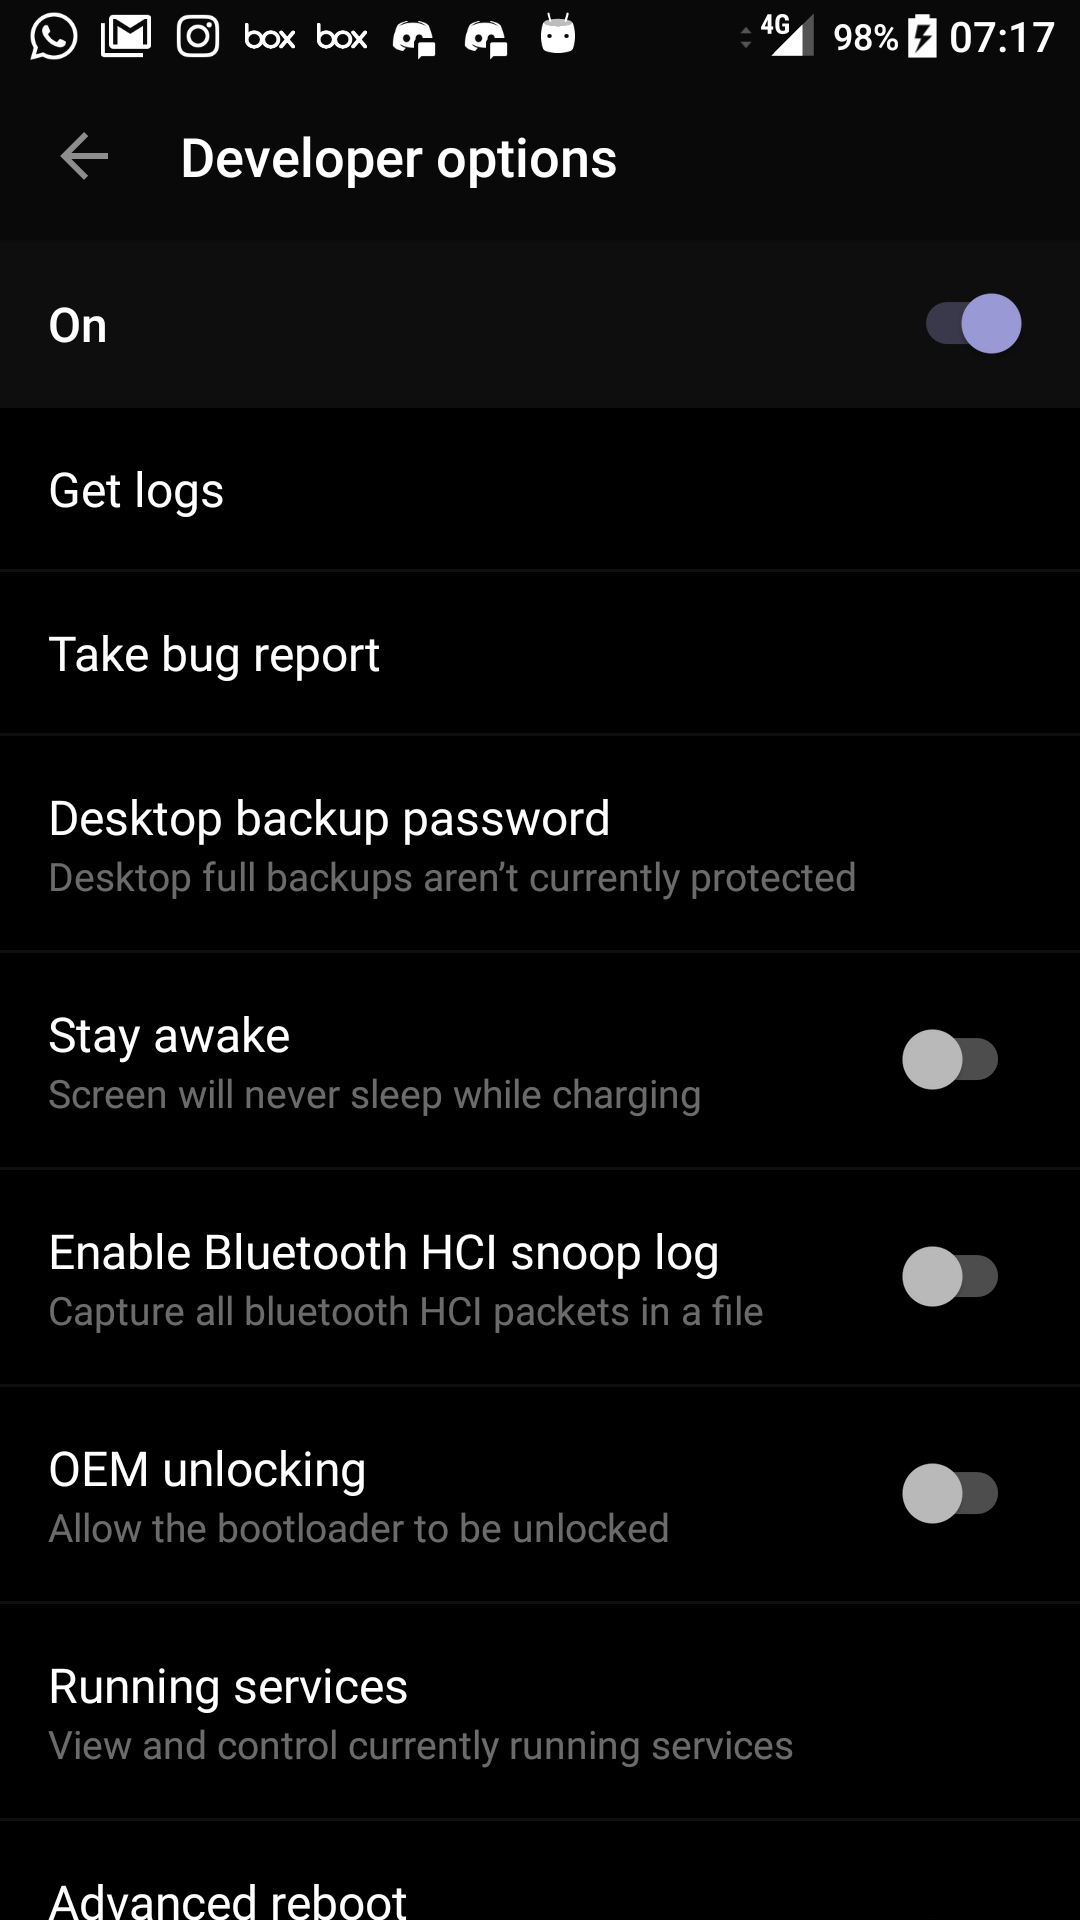 box box 4G 98% 07:17
Developer options
On
Get logs
Take bug report
Desktop backup password
Desktop full backups aren’t currently protected
Stay awake
Screen will never sleep while charging
Enable Bluetooth HCI snoop log
Capture all bluetooth HCI packets in a file
OEM unlocking
Allow the bootloader to be unlocked
Running services
View and control currently running services
Advanced reboot